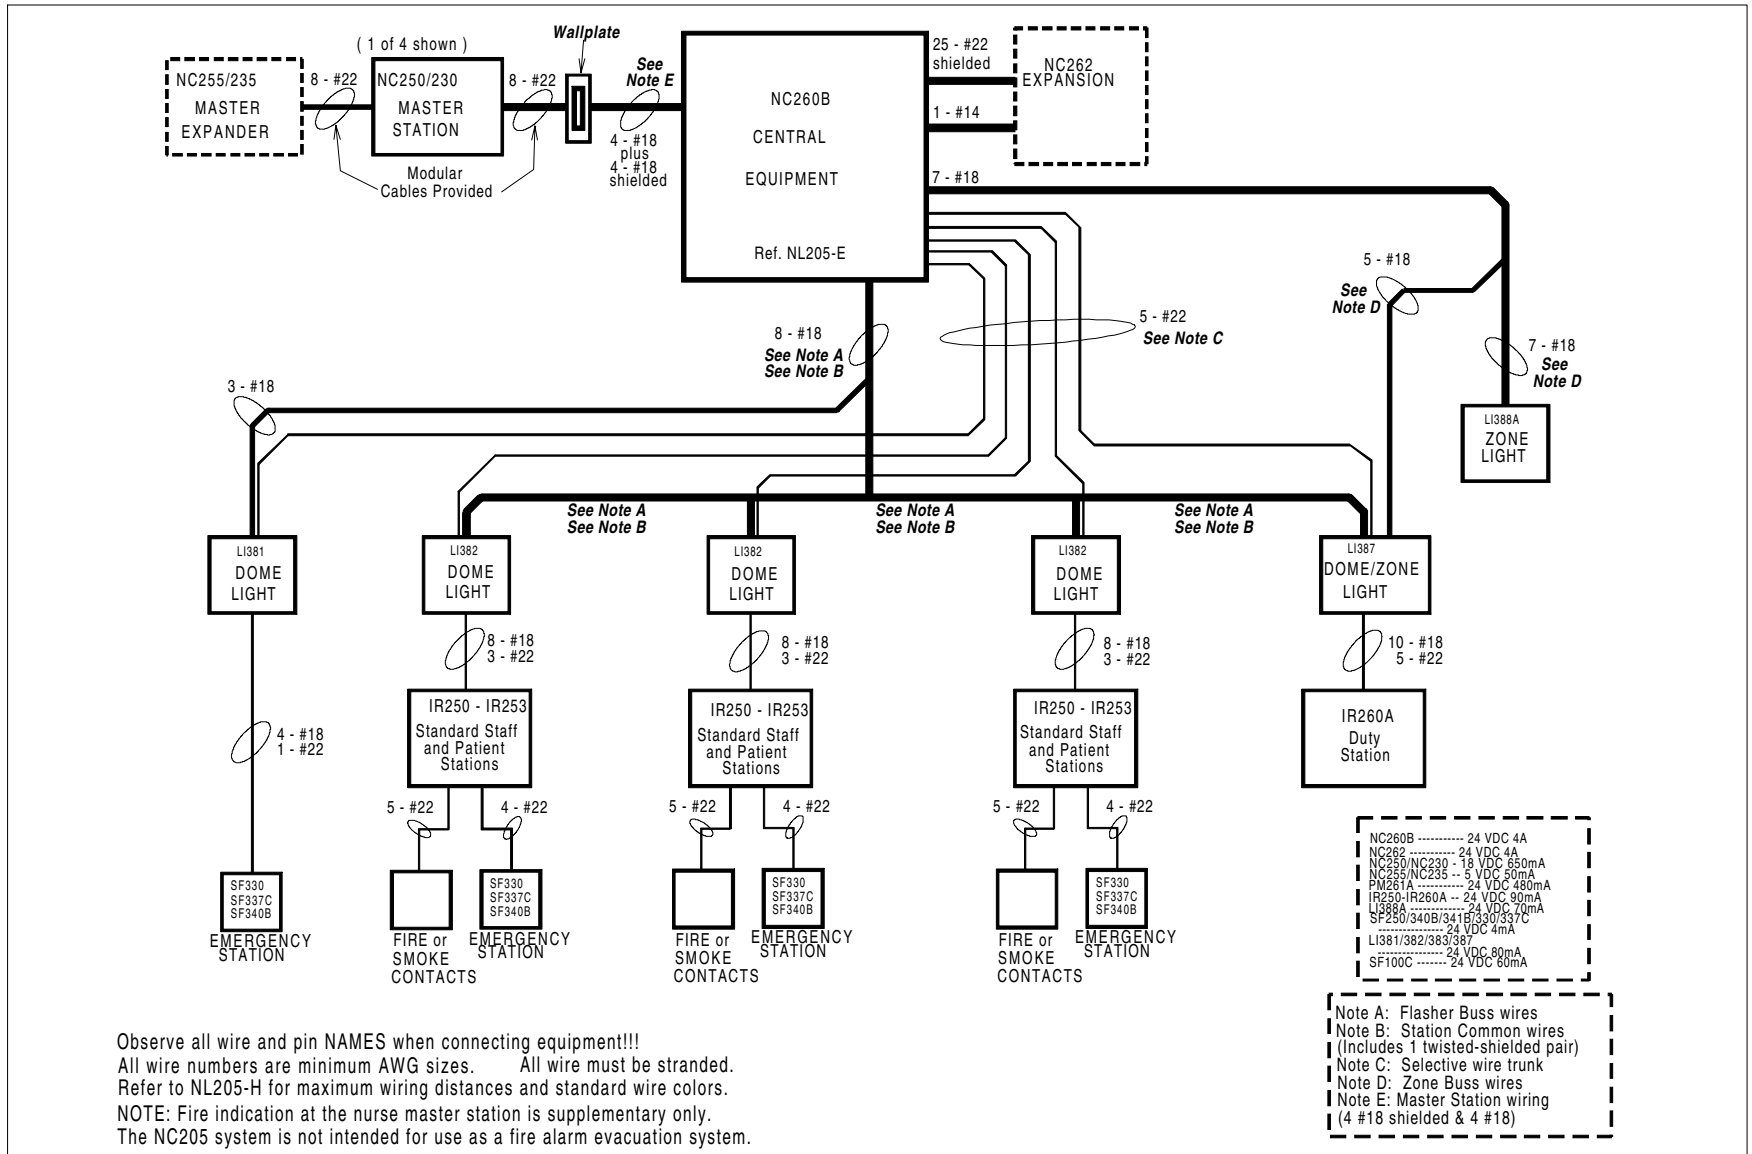 ( 1 of 4 shown )
Wallplate
NC255/235
MASTER
EXPANDER
8 - #22
NC250/230
MASTER
STATION
8 - #22
See
Note E
4 - #18
plus
4 - #18
shielded
Modular
Cables Provided
NC260B
CENTRAL
EQUIPMENT
Ref. NL205-E
25 - #22
shielded
1 - #14
7 - #18
NC262
EXPANSION
5 - #18
See
Note D
7 - #18
See
Note D
LI388A
ZONE
LIGHT
8 - #18
See Note A
See Note B
5 - #22
See Note C
3 - #18
See Note A
See Note B
See Note A
See Note B
See Note A
See Note B
LI381
DOME
LIGHT
LI382
DOME
LIGHT
LI382
DOME
LIGHT
LI382
DOME
LIGHT
LI387
DOME/ZONE
LIGHT
8 - #18
3 - #22
8 - #18
3 - #22
8 - #18
3 - #22
10 - #18
5 - #22
4 - #18
1 - #22
IR250 - IR253
Standard Staff
and Patient
Stations
IR250 - IR253
Standard Staff
and Patient
Stations
IR250 - IR253
Standard Staff
and Patient
Stations
IR260A
Duty
Station
5 - #22
4 - #22
5 - #22
4 - #22
5 - #22
4 - #22
SF330
SF337C
SF340B
EMERGENCY
STATION
FIRE or
SMOKE
CONTACTS
SF330
SF337C
SF340B
EMERGENCY
STATION
FIRE or
SMOKE
CONTACTS
SF330
SF337C
SF340B
EMERGENCY
STATION
FIRE or
SMOKE
CONTACTS
SF330
SF337C
SF340B
EMERGENCY
STATION
NC260B ----------- 24 VDC 4A
NC262 ----------- 24 VDC 4A
NC250/NC230 - 18 VDC 650mA
NC255/NC235 -- 5 VDC 50mA
PM261A ----------- 24 VDC 480mA
IR250-IR260A -- 24 VDC 90mA
LI388A ------------- 24 VDC 70mA
SF250/340B/341B/330/337C
---------------- 24 VDC 4mA
LI381/382/383/387
---------------- 24 VDC 80mA
SF100C ------- 24 VDC 60mA
Note A: Flasher Buss wires
Note B: Station Common wires
(Includes 1 twisted-shielded pair)
Note C: Selective wire trunk
Note D: Zone Buss wires
Note E: Master Station wiring
(4 #18 shielded & 4 #18)
Observe all wire and pin NAMES when connecting equipment!!!
All wire numbers are minimum AWG sizes. All wire must be stranded.
Refer to NL205-H for maximum wiring distances and standard wire colors.
NOTE: Fire indication at the nurse master station is supplementary only.
The NC205 system is not intended for use as a fire alarm evacuation system.